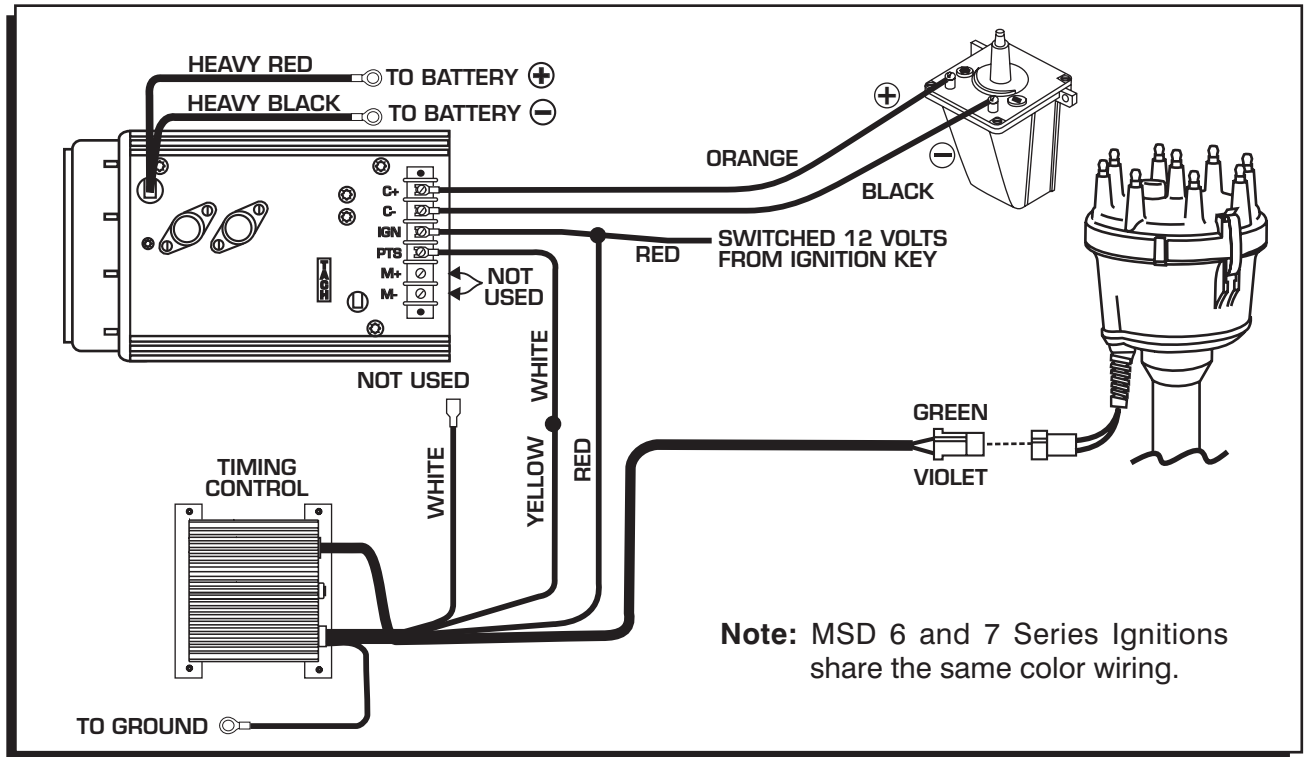 HEAVY RED
TO BATTERY +
HEAVY BLACK
TO BATTERY -
C+
C-
IGN
PTS
M+
M-
TACH
NOT
USED
NOT USED
+
-
ORANGE
BLACK
RED
SWITCHED 12 VOLTS
FROM IGNITION KEY
WHITE
YELLOW
RED
WHITE
GREEN
VIOLET
TIMING
CONTROL
TO GROUND
Note: MSD 6 and 7 Series Ignitions
share the same color wiring.